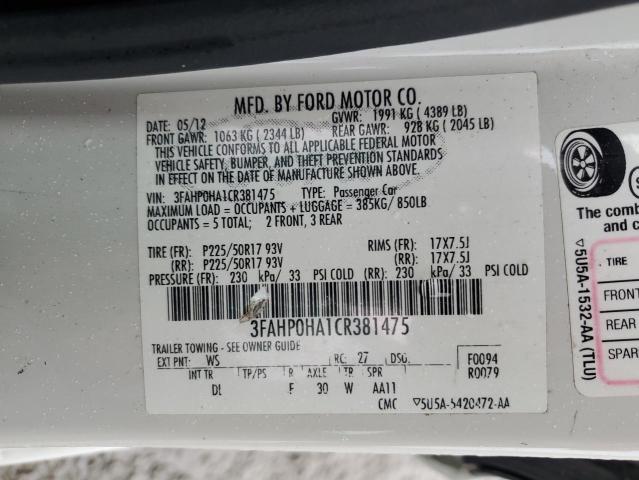 MFD. BY FORD MOTOR CO.
DATE: 05/12 GVWR: 1991 KG ( 4389 LB)
FRONT GAWR: 1063 KG ( 2344 LB) REAR GAWR: 928 KG ( 2045 LB)
THIS VEHICLE CONFORMS TO ALL APPLICABLE FEDERAL MOTOR
VEHICLE SAFETY, BUMPER, AND THEFT PREVENTION STANDARDS
IN EFFECT ON THE DATE OF MANUFACTURE SHOWN ABOVE.
VIN: 3FAHP0HA1CR381475 TYPE: Passenger Car
MAXIMUM LOAD = OCCUPANTS + LUGGAGE = 385KG/ 850LB
OCCUPANTS = 5 TOTAL; 2 FRONT, 3 REAR
TIRE (FR): P225/50R17 93V RIMS (FR): 17X7.5J
(RR): P225/50R17 93V (RR): 17X7.5J
PRESSURE (FR): 230 kPa/ 33 PSI COLD (RR): 230 kPa/ 33 PSI COLD
3FAHP0HA1CR381475
TRAILER TOWING - SEE OWNER GUIDE
EXT PNT: WS RC: 27 DSO: F0094
INT TR TP/PS R AXLE TR SPR R0079
DL F 30 W AA11
CMC 5U5A-5420472-AA
The comb
and c
TIRE
FRONT
REAR
SPAR
5U5A-1532-AA (TLU)